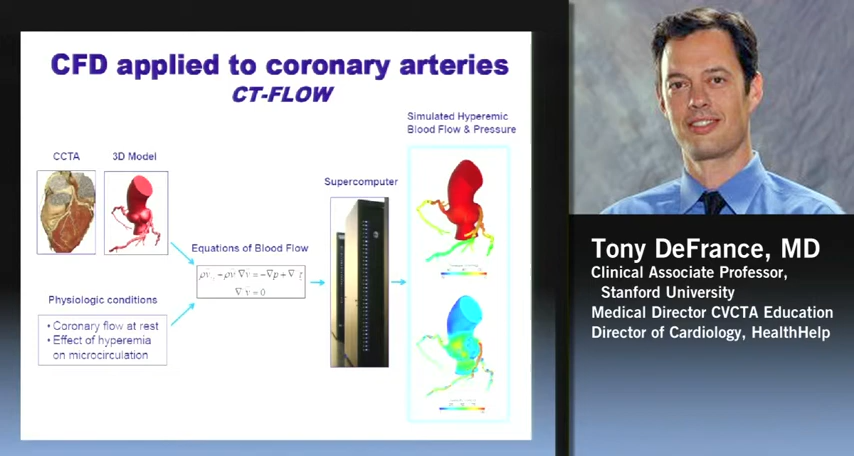 CFD applied to coronary arteries
CT-FLOW
Simulated Hyperemic
Blood Flow & Pressure
CCTA
3D Model
Supercomputer
Equations of Blood Flow
Physiologic conditions
• Coronary flow at rest
• Effect of hyperemia
on microcirculation
Tony DeFrance, MD
Clinical Associate Professor,
Stanford University
Medical Director CVCTA Education
Director of Cardiology, HealthHelp